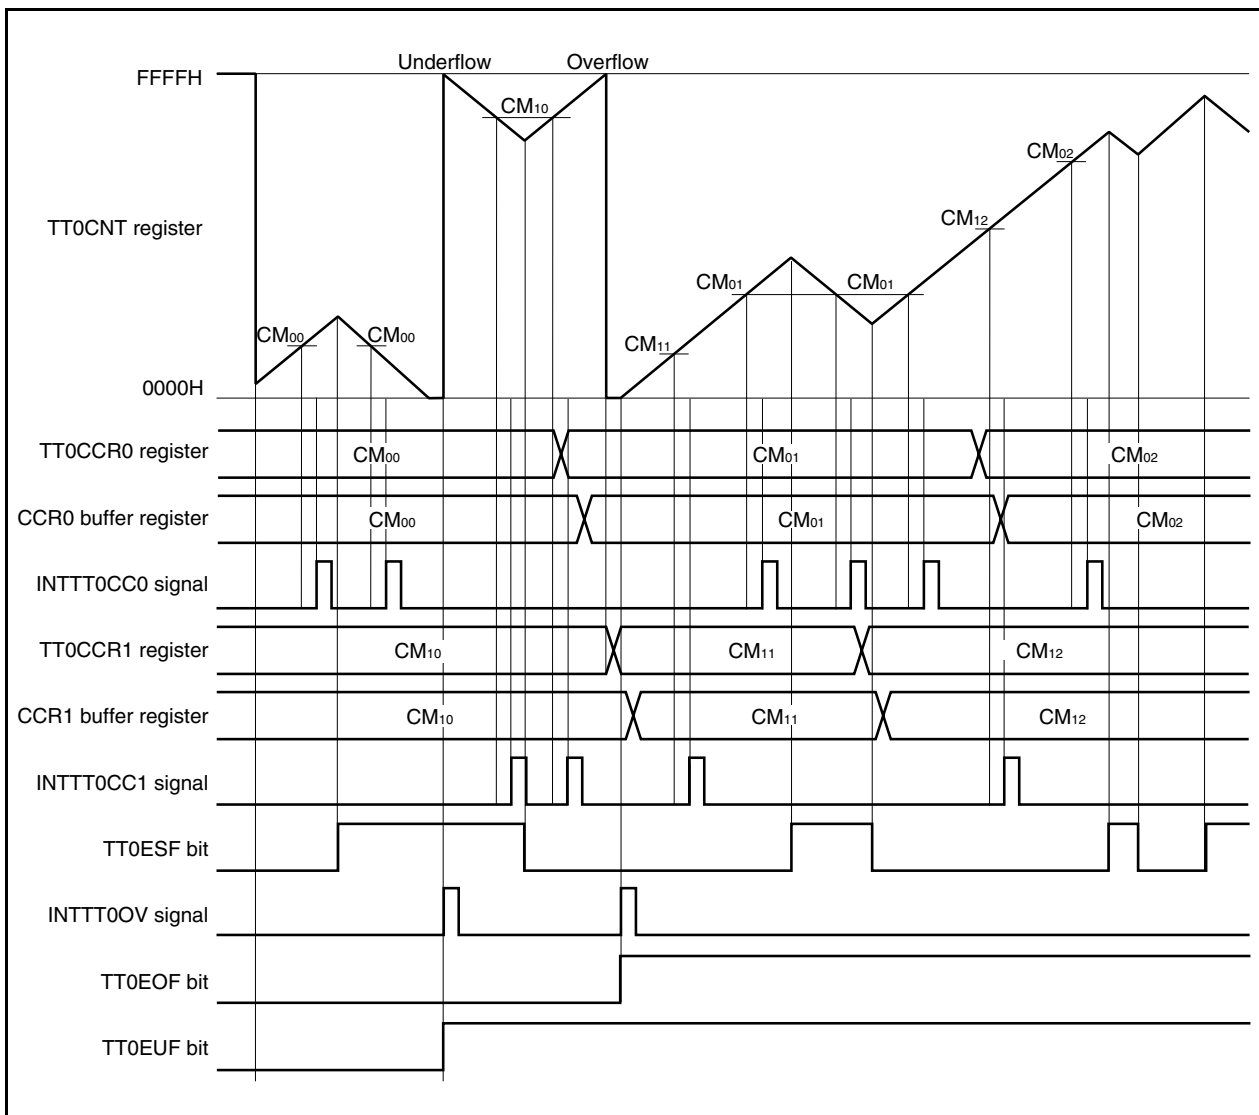 Underflow Overflow
FFFFH
CM10
CM02
TT0CNT register
CM12
CM01 CM01
CM00 CM00 CM11
0000H
TT0CCR0 register CM00 CM01 CM02
CCR0 buffer register CM00 CM01 CM02
INTTT0CC0 signal
TT0CCR1 register CM10 CM11 CM12
CCR1 buffer register CM10 CM11 CM12
INTTT0CC1 signal
TT0ESF bit
INTTT0OV signal
TT0EOF bit
TT0EUF bit